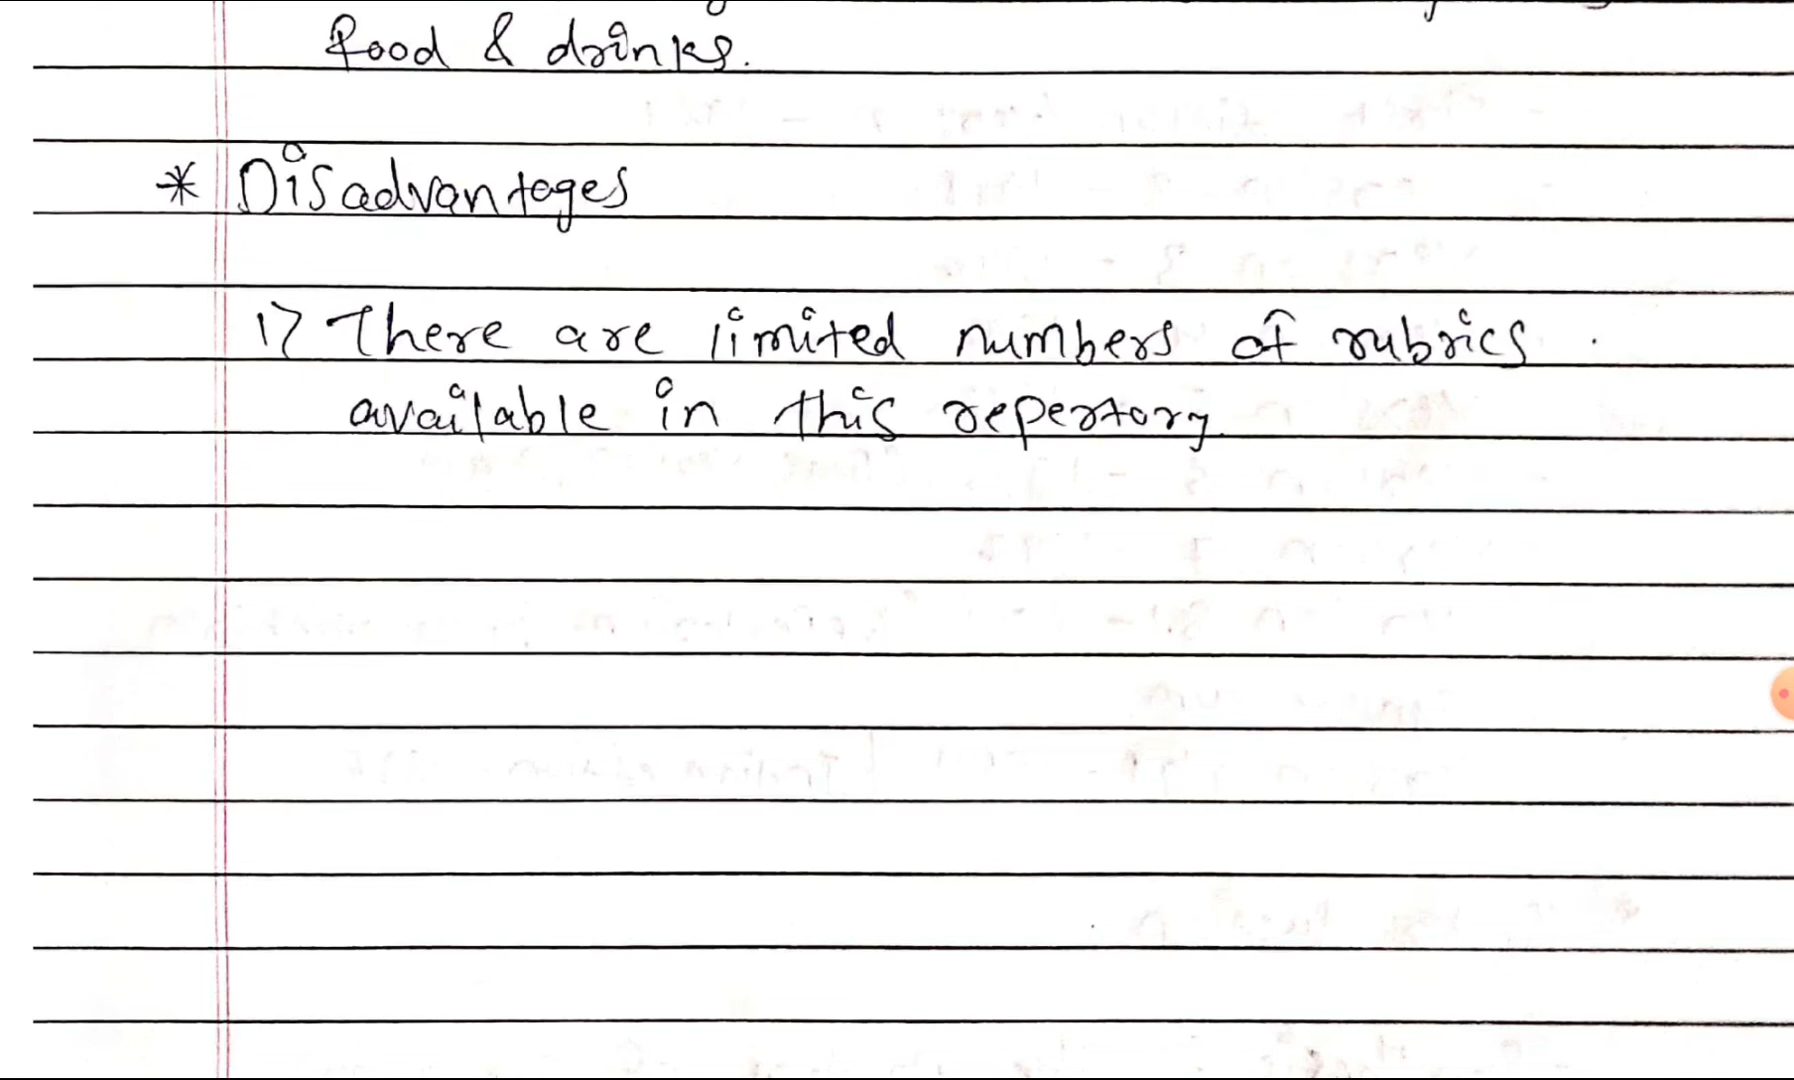 food & drinks.
* Disadvantages
1) There are limited numbers of rubrics
available in this repertory.